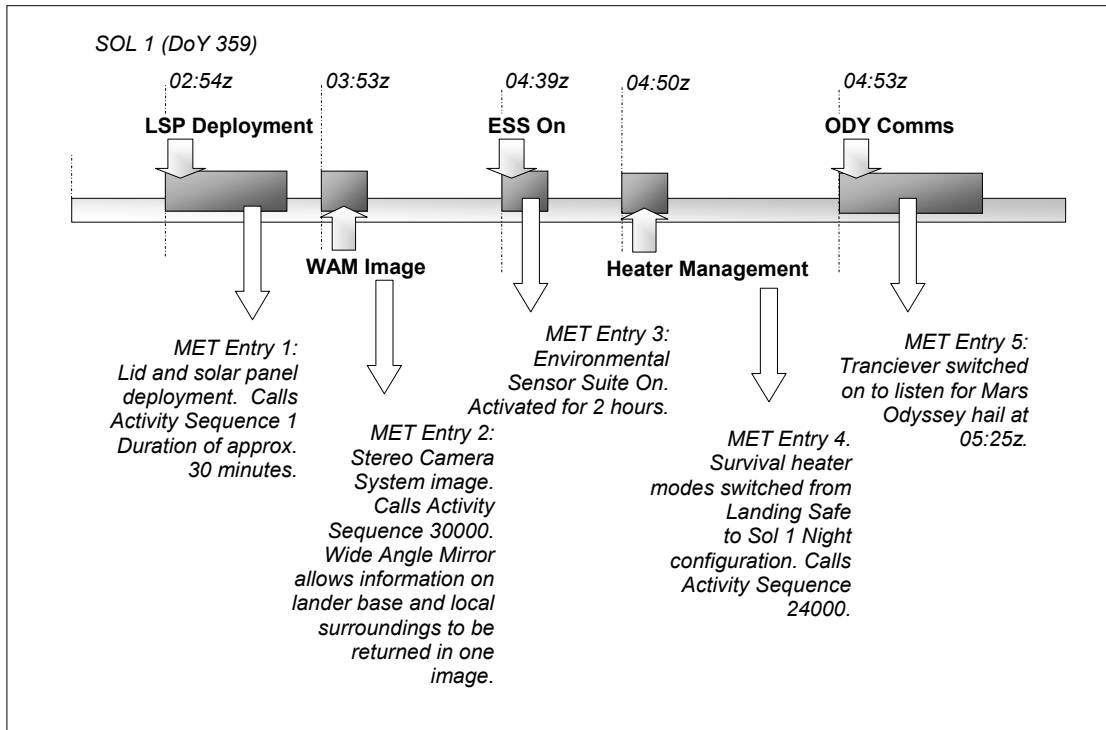 SOL 1 (DoY 359)
02:54z
03:53z
04:39z
04:50z
04:53z
LSP Deployment
ESS On
ODY Comms
WAM Image
Heater Management
MET Entry 1:
Lid and solar panel
deployment. Calls
Activity Sequence 1
Duration of approx.
30 minutes.
MET Entry 2:
Stereo Camera
System image.
Calls Activity
Sequence 30000.
Wide Angle Mirror
allows information on
lander base and local
surroundings to be
returned in one
image.
MET Entry 3:
Environmental
Sensor Suite On.
Activated for 2 hours.
MET Entry 4.
Survival heater
modes switched from
Landing Safe
to Sol 1 Night
configuration. Calls
Activity Sequence
24000.
MET Entry 5:
Tranciever switched
on to listen for Mars
Odyssey hail at
05:25z.